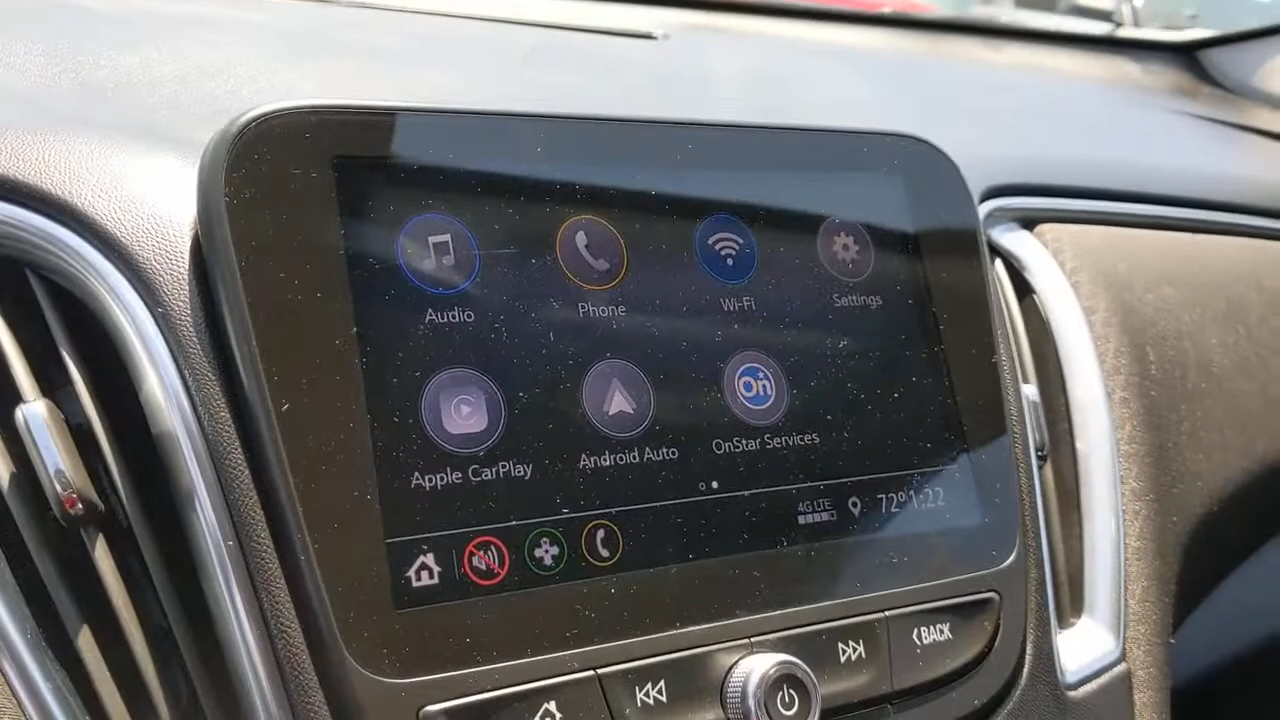 Audio Phone Wi-Fi Settings
Apple CarPlay Android Auto On OnStar Services
4G LTE 72° 1:22
BACK